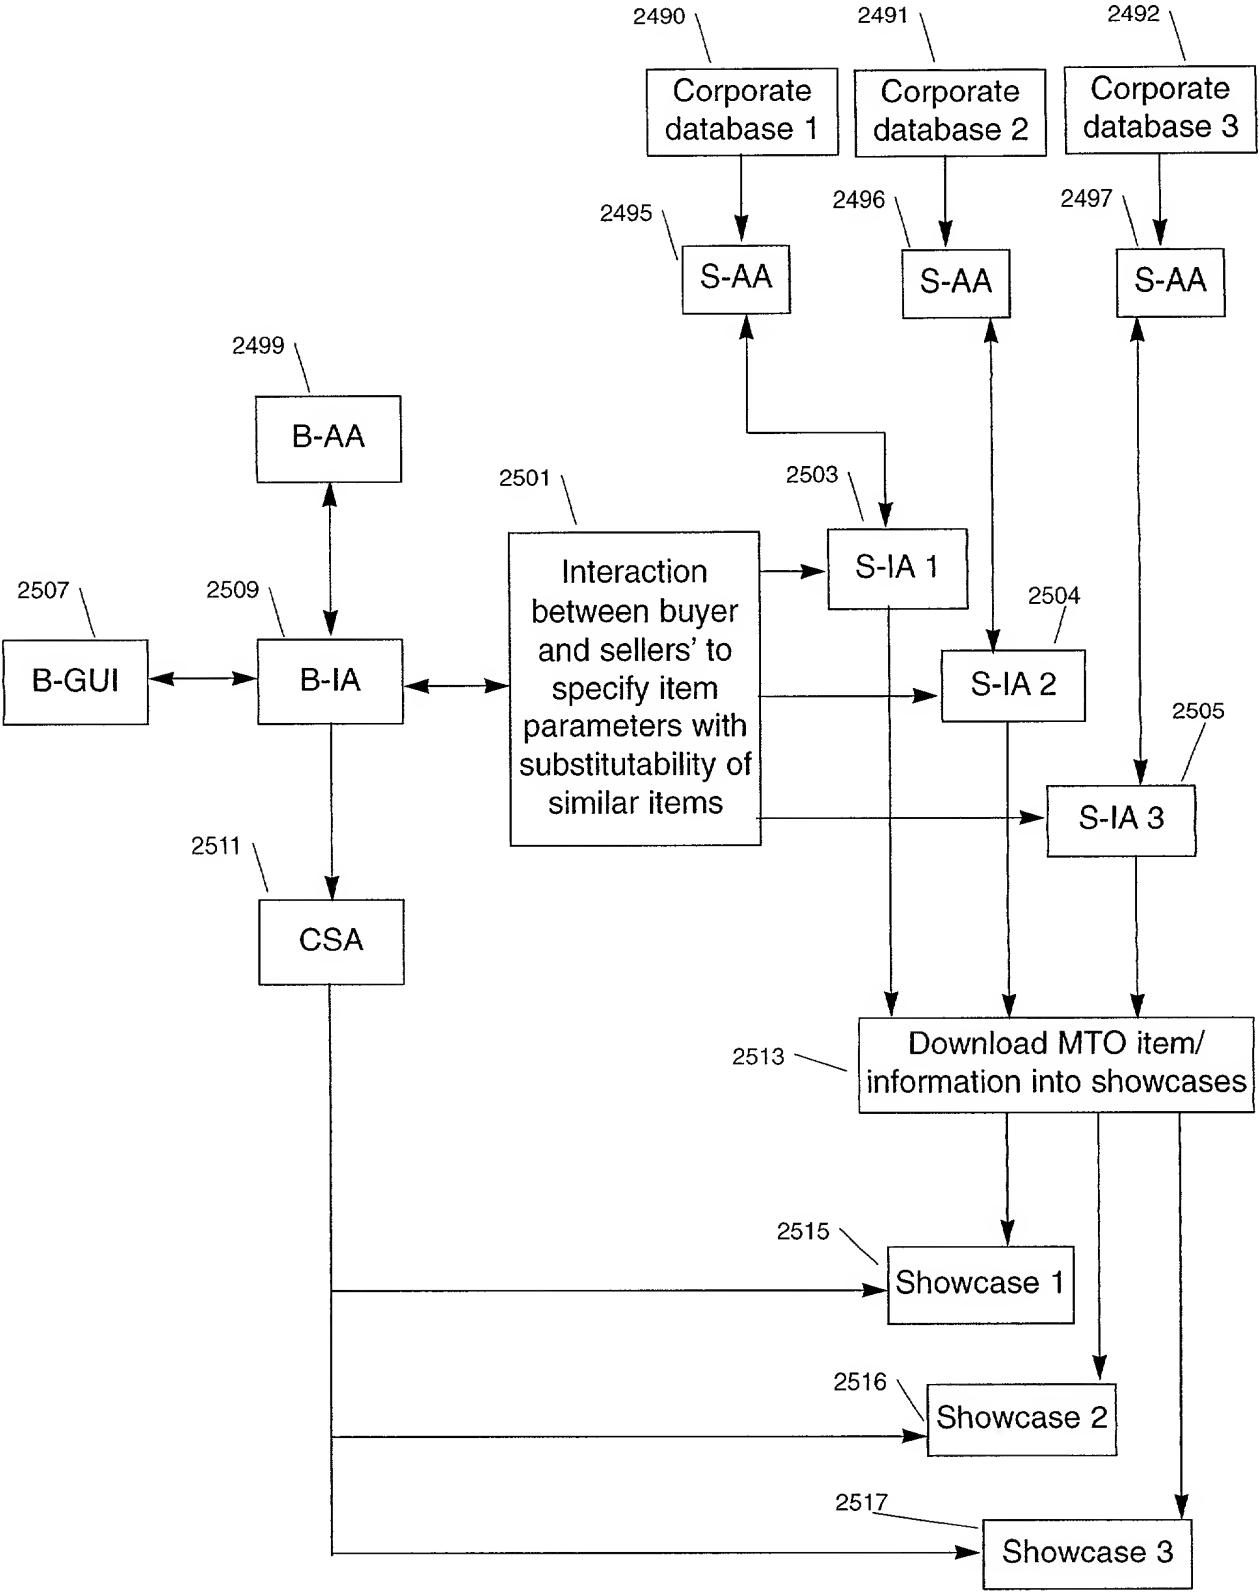 2490
2491
2492
Corporate
database 1
Corporate
database 2
Corporate
database 3
2495
2496
2497
S-AA
S-AA
S-AA
2499
B-AA
2501
2503
Interaction
between buyer
and sellers’ to
specify item
parameters with
substitutability of
similar items
S-IA 1
2504
S-IA 2
2505
S-IA 3
2507
B-GUI
2509
B-IA
2511
CSA
2513
Download MTO item/
information into showcases
2515
Showcase 1
2516
Showcase 2
2517
Showcase 3